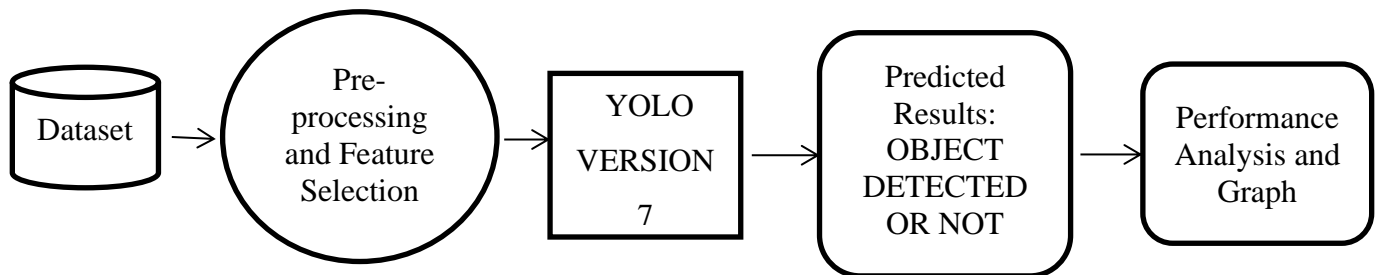 Dataset
Pre-
processing
and Feature
Selection
YOLO
VERSION
7
Predicted
Results:
OBJECT
DETECTED
OR NOT
Performance
Analysis and
Graph